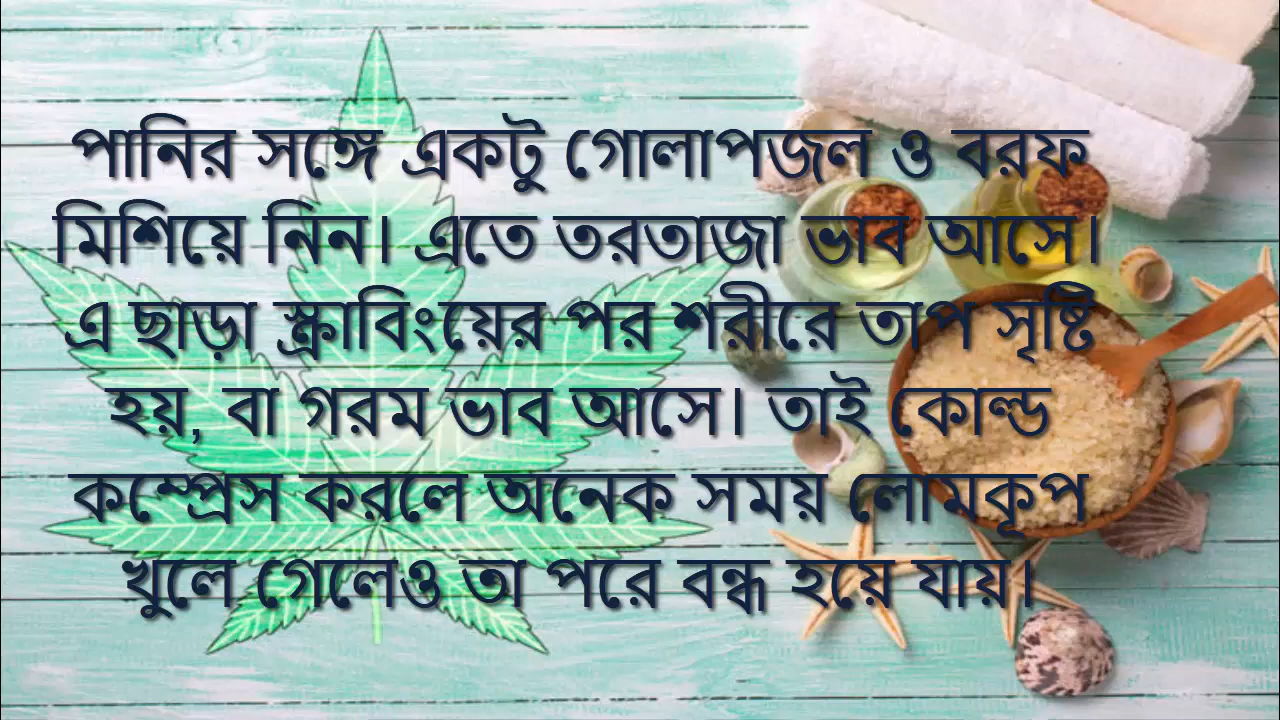 পানির সঙ্গে একটু গোলাপজল ও বরফ
মিশিয়ে নিন। এতে তরতাজা ভাব আসে।
এ ছাড়া স্ক্রাবিংয়ের পর শরীরে তাপ সৃষ্টি
হয়, বা গরম ভাব আসে। তাই কোল্ড
কম্প্রেস করলে অনেক সময় লোমকূপ
খুলে গেলেও তা পরে বন্ধ হয়ে যায়।